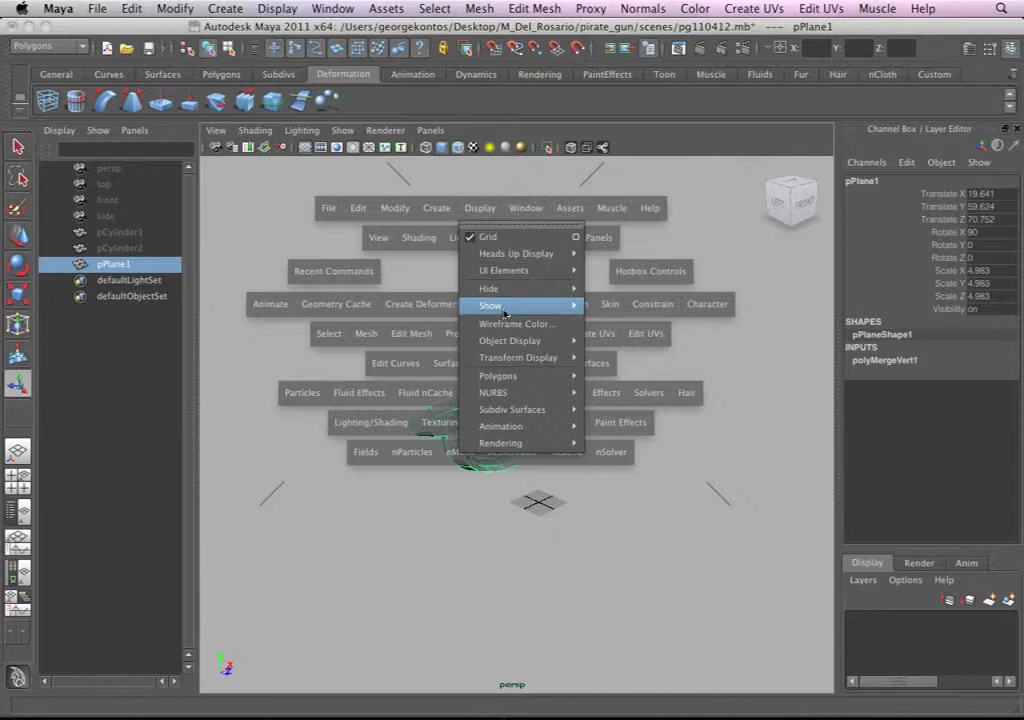 Maya File Edit Modify Create Display Window Assets Select Mesh Edit Mesh Proxy Normals Color Create UVs Edit UVs Muscle Help
Autodesk Maya 2011 x64: /Users/georgekontos/Desktop/M_Del_Rosario/pirate_gun/scenes/pg110412.mb* --- pPlane1
Polygons X: Y: Z:
General Curves Surfaces Polygons Subdivs Deformation Animation Dynamics Rendering PaintEffects Toon Muscle Fluids Fur Hair nCloth Custom
Channel Box / Layer Editor
Display Show Panels
View Shading Lighting Show Renderer Panels
Channels Edit Object Show
persp
top
front
side
pCylinder1
pCylinder2
pPlane1
defaultLightSet
defaultObjectSet
LEFT FRONT
File Edit Modify Create Display Window Assets Muscle Help
View Shading Panels
Recent Commands Hotbox Controls
Animate Geometry Cache Create Deformer Skin Constrain Character
Select Mesh Edit Mesh Edit UVs
Edit Curves
Particles Fluid Effects Fluid nCache Effects Solvers Hair
Lighting/Shading Paint Effects
Fields nParticles nSolver
Grid
Heads Up Display
UI Elements
Hide
Show
Wireframe Color...
Object Display
Transform Display
Polygons
NURBS
Subdiv Surfaces
Animation
Rendering
pPlane1
Translate X 19.641
Translate Y 59.624
Translate Z 70.752
Rotate X 90
Rotate Y 0
Rotate Z 0
Scale X 4.983
Scale Y 4.983
Scale Z 4.983
Visibility on
SHAPES
pPlaneShape1
INPUTS
polyMergeVert1
Display Render Anim
Layers Options Help
persp